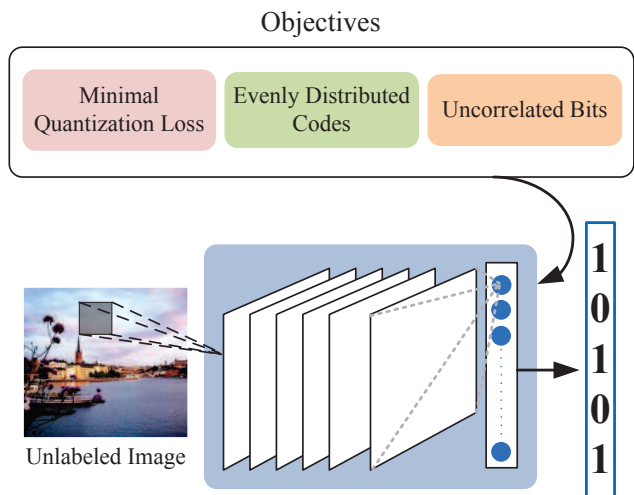 Objectives
Minimal
Quantization Loss
Evenly Distributed
Codes
Uncorrelated Bits
Unlabeled Image
1
0
1
0
1